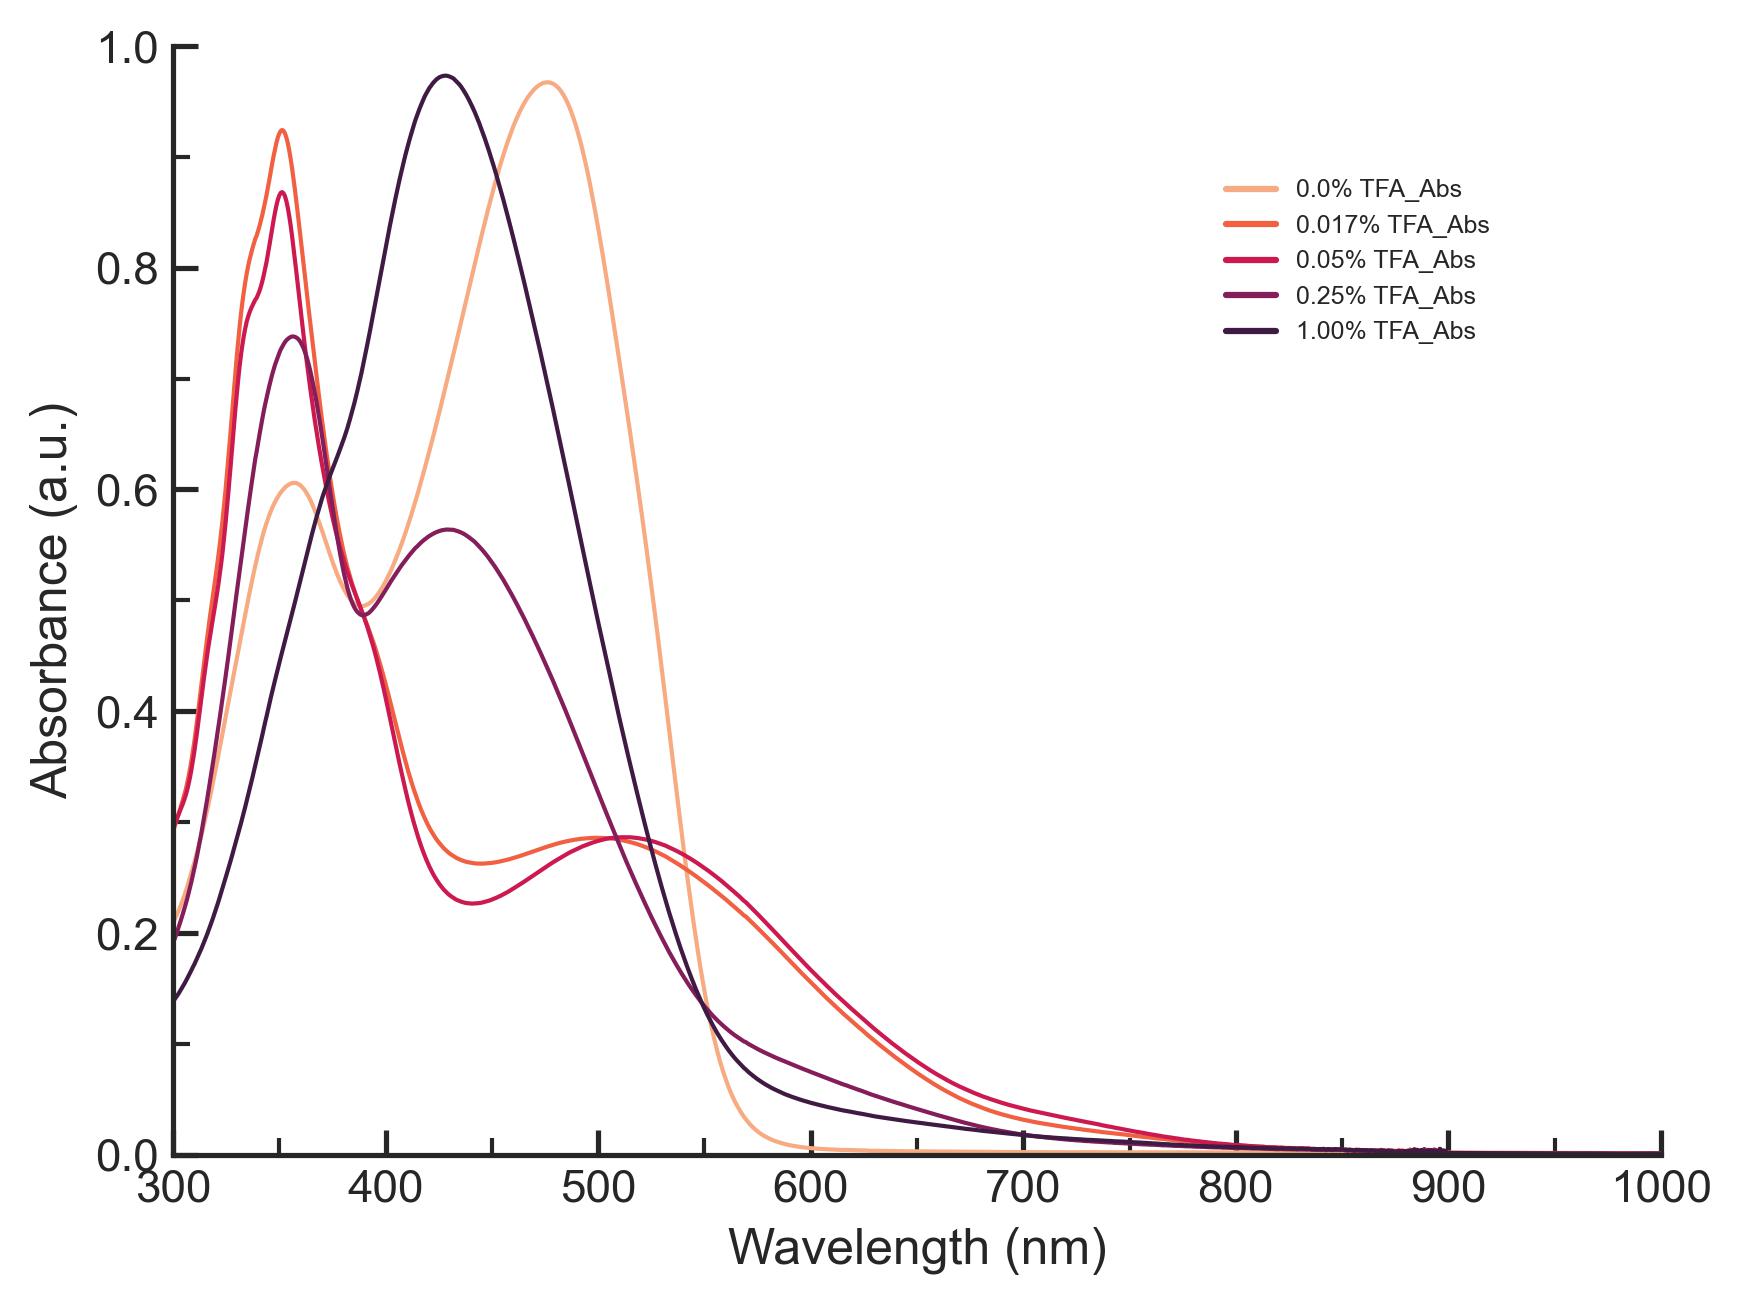 1.0
0.8
0.6
0.4
0.2
0.0
Absorbance (a.u.)
0.0% TFA_Abs
0.017% TFA_Abs
0.05% TFA_Abs
0.25% TFA_Abs
1.00% TFA_Abs
300 400 500 600 700 800 900 1000
Wavelength (nm)